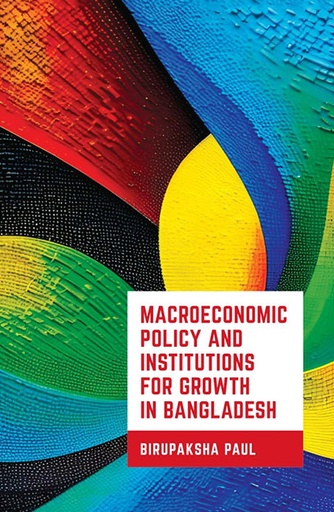 MACROECONOMIC
POLICY AND
INSTITUTIONS
FOR GROWTH
IN BANGLADESH
BIRUPAKSHA PAUL